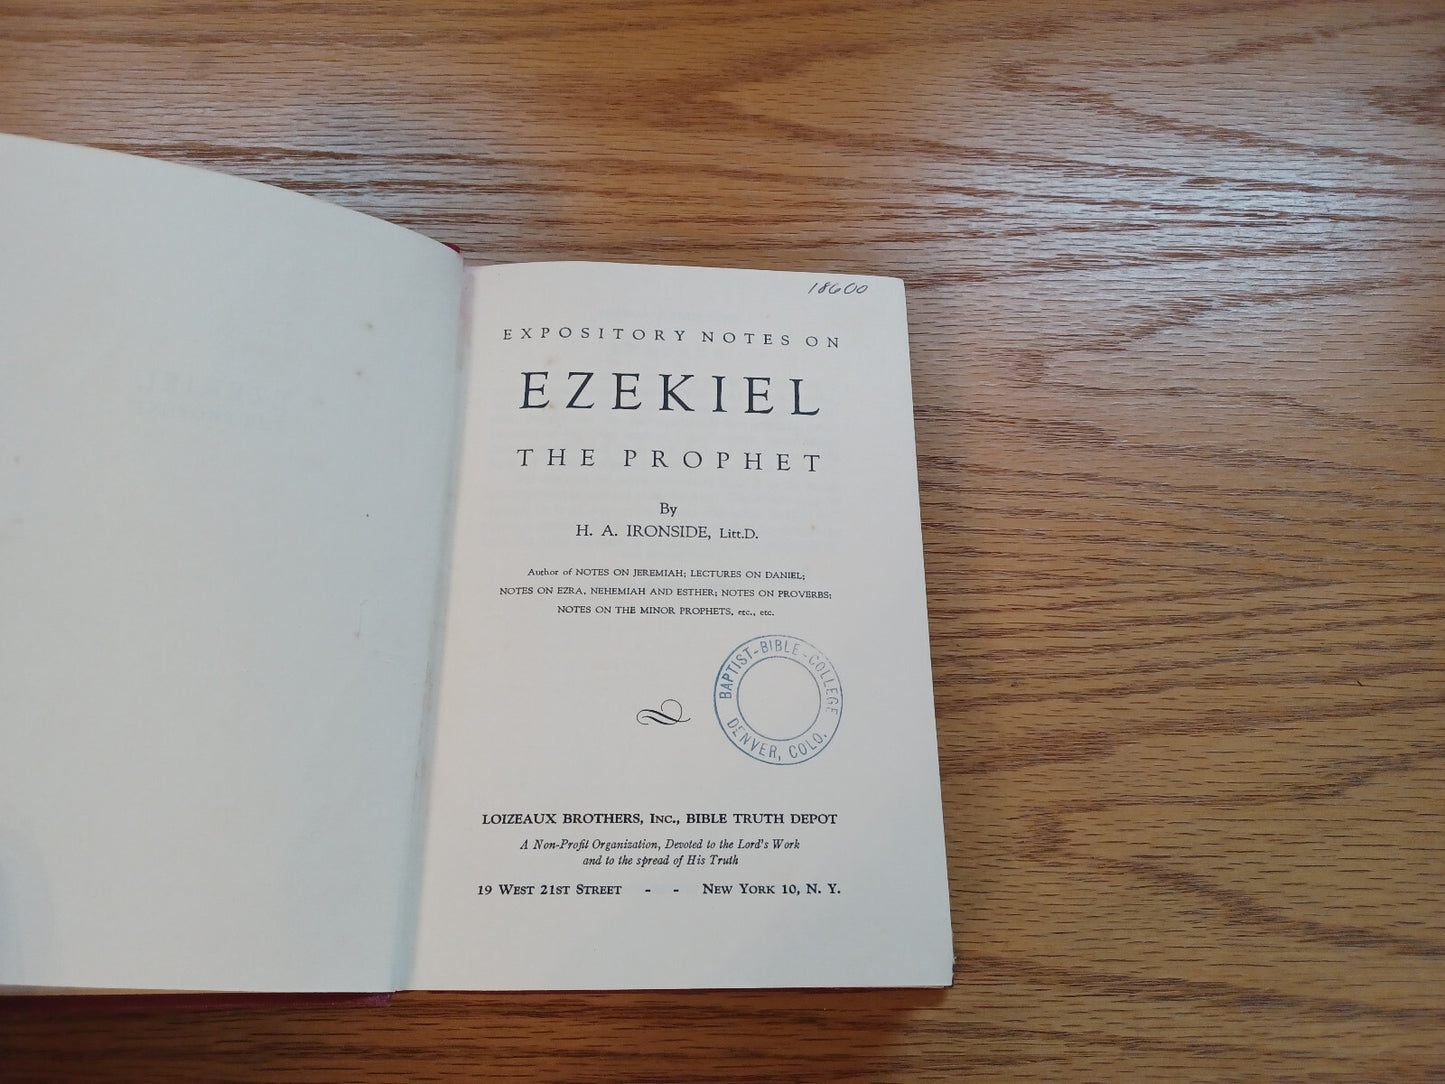 18600
EXPOSITORY NOTES ON
EZEKIEL
THE PROPHET
By
H. A. IRONSIDE, Litt.D.
Author of NOTES ON JEREMIAH; LECTURES ON DANIEL;
NOTES ON EZRA, NEHEMIAH AND ESTHER; NOTES ON PROVERBS;
NOTES ON THE MINOR PROPHETS, etc., etc.
BAPTIST-BIBLE-COLLEGE
DENVER, COLO.
LOIZEAUX BROTHERS, INC., BIBLE TRUTH DEPOT
A Non-Profit Organization, Devoted to the Lord's Work
and to the spread of His Truth
19 WEST 21ST STREET - - NEW YORK 10, N. Y.